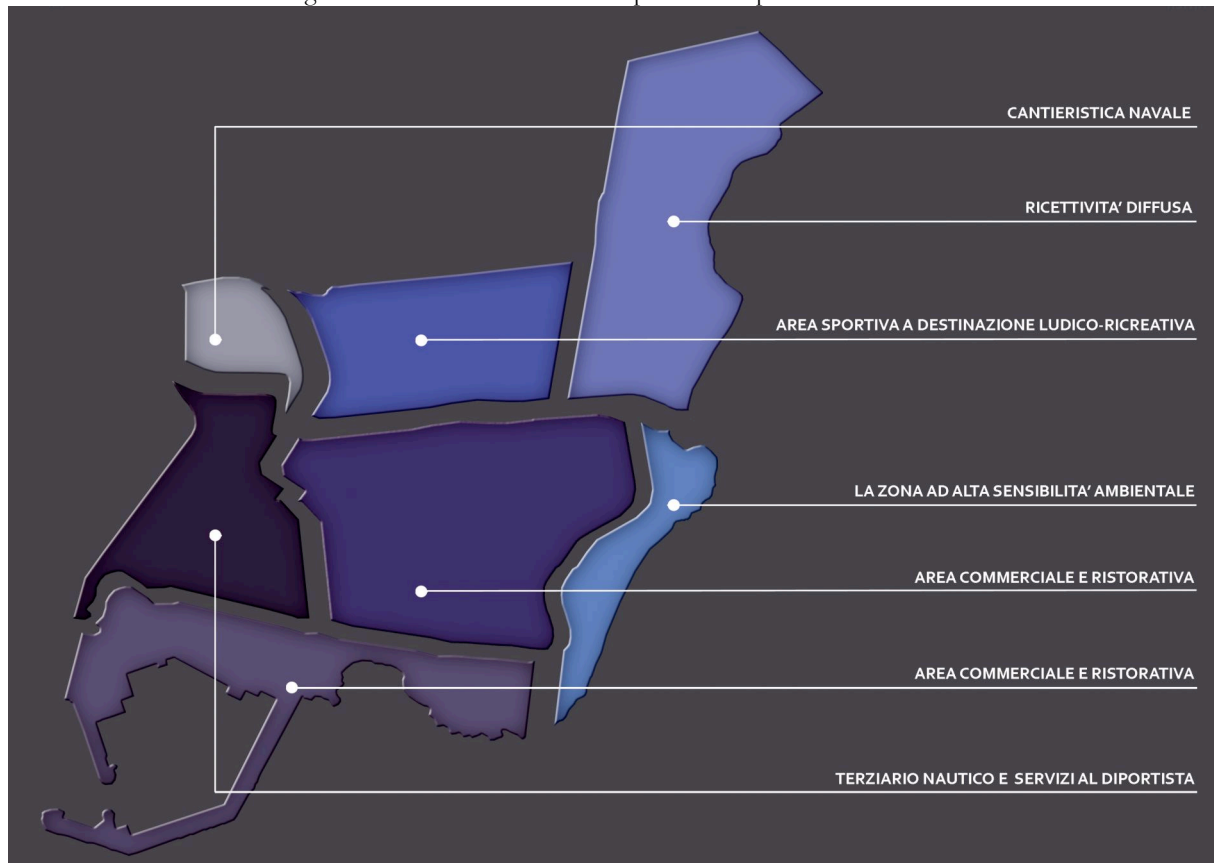 CANTIERISTICA NAVALE
RICETTIVITA’ DIFFUSA
AREA SPORTIVA A DESTINAZIONE LUDICO-RICREATIVA
LA ZONA AD ALTA SENSIBILITA’ AMBIENTALE
AREA COMMERCIALE E RISTORATIVA
AREA COMMERCIALE E RISTORATIVA
TERZIARIO NAUTICO E SERVIZI AL DIPORTISTA